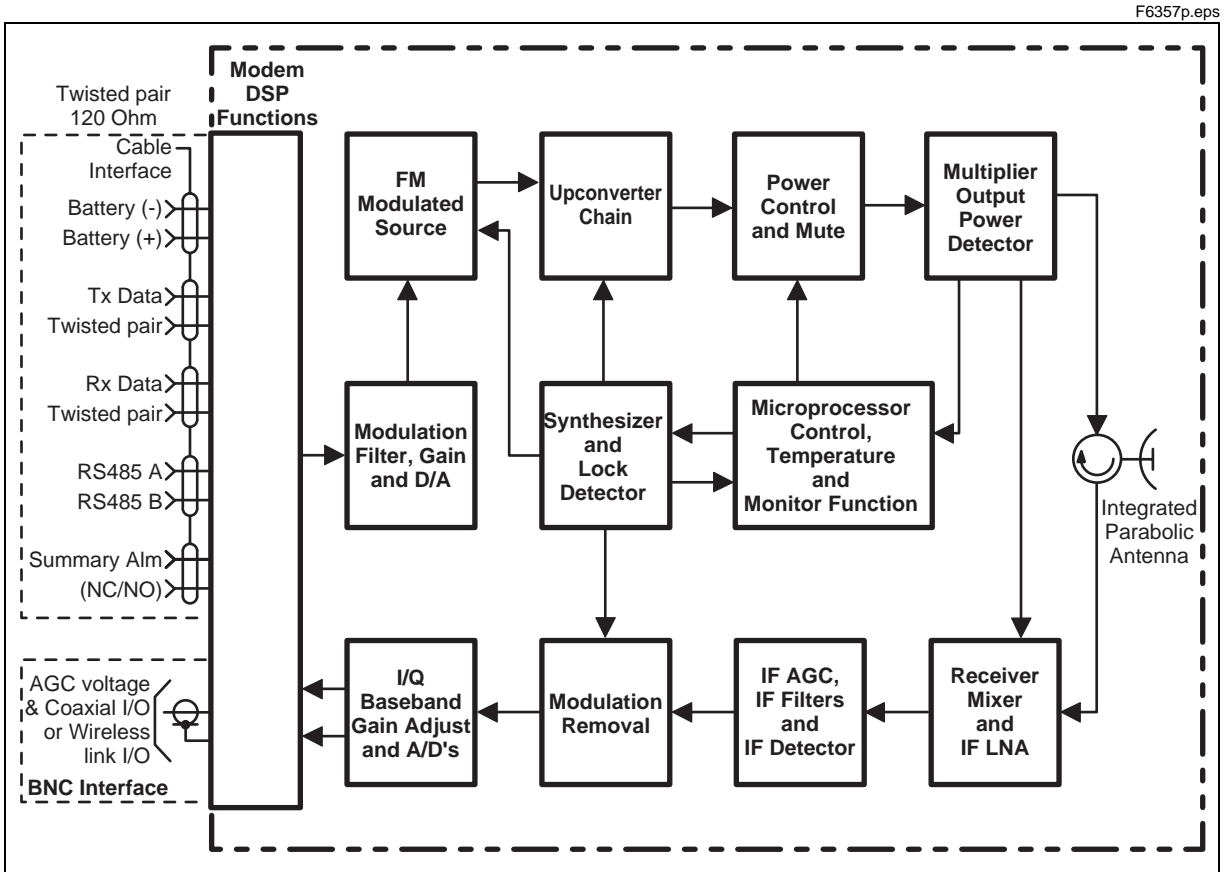 F6357p.eps
Modem
DSP
Functions
Twisted pair
120 Ohm
Cable
Interface
Battery (-)
Battery (+)
Tx Data
Twisted pair
Rx Data
Twisted pair
RS485 A
RS485 B
Summary Alm
(NC/NO)
AGC voltage
& Coaxial I/O
or Wireless
link I/O
BNC Interface
FM
Modulated
Source
Upconverter
Chain
Power
Control
and Mute
Multiplier
Output
Power
Detector
Modulation
Filter, Gain
and D/A
Synthesizer
and
Lock
Detector
Microprocessor
Control,
Temperature
and
Monitor Function
Integrated
Parabolic
Antenna
I/Q
Baseband
Gain Adjust
and A/D's
Modulation
Removal
IF AGC,
IF Filters
and
IF Detector
Receiver
Mixer
and
IF LNA